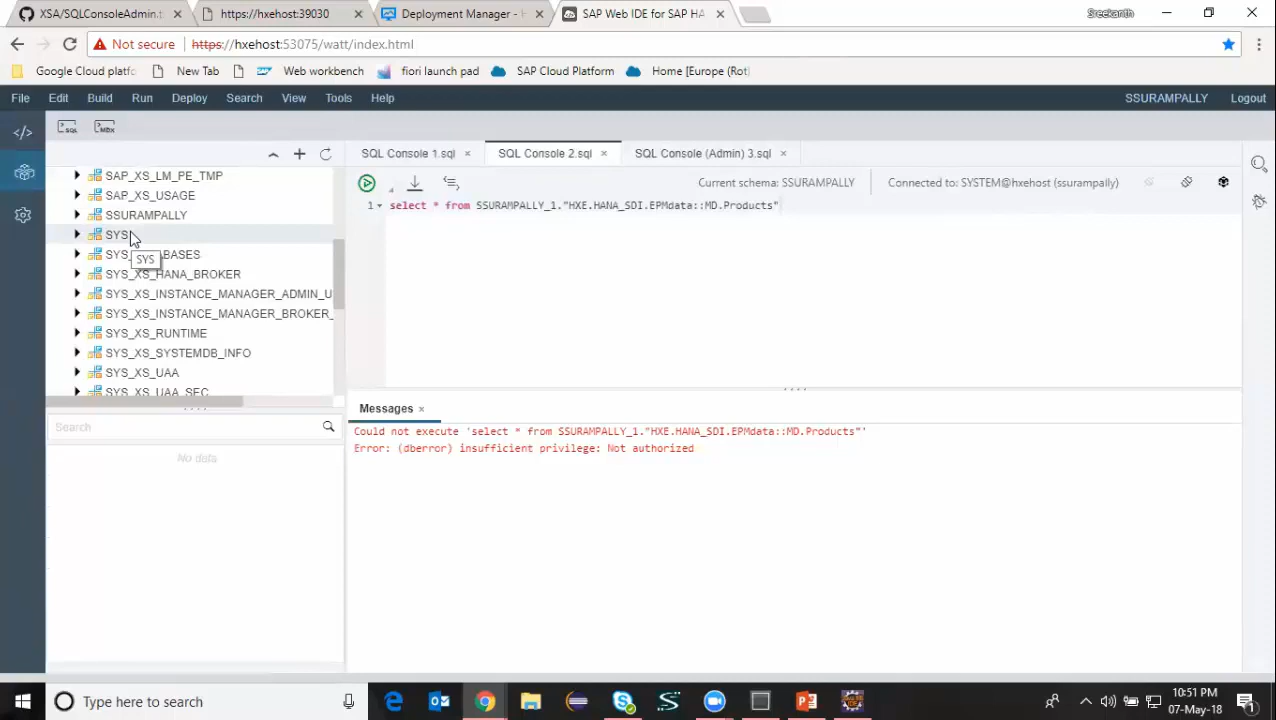 XSA/SQLConsoleAdmin.t
https://hxehost:39030
Deployment Manager - H
SAP Web IDE for SAP HA
Sreekanth
Not secure
https://hxehost:53075/watt/index.html
Google Cloud platfo
New Tab
Web workbench
fiori launch pad
SAP Cloud Platform
Home [Europe (Rot)
File Edit Build Run Deploy Search View Tools Help
SSURAMPALLY Logout
SQL MDX
SQL Console 1.sql
SQL Console 2.sql
SQL Console (Admin) 3.sql
SAP_XS_LM_PE_TMP
SAP_XS_USAGE
SSURAMPALLY
SYS
SYS BASES
SYS
SYS_XS_HANA_BROKER
SYS_XS_INSTANCE_MANAGER_ADMIN_U
SYS_XS_INSTANCE_MANAGER_BROKER_
SYS_XS_RUNTIME
SYS_XS_SYSTEMDB_INFO
SYS_XS_UAA
SYS_XS_UAA_SEC
Current schema: SSURAMPALLY
Connected to: SYSTEM@hxehost (ssurampally)
1 select * from SSURAMPALLY_1."HXE.HANA_SDI.EPMdata::MD.Products"
Search
No data
Messages
Could not execute 'select * from SSURAMPALLY_1."HXE.HANA_SDI.EPMdata::MD.Products"'
Error: (dberror) insufficient privilege: Not authorized
Type here to search
10:51 PM
07-May-18
1